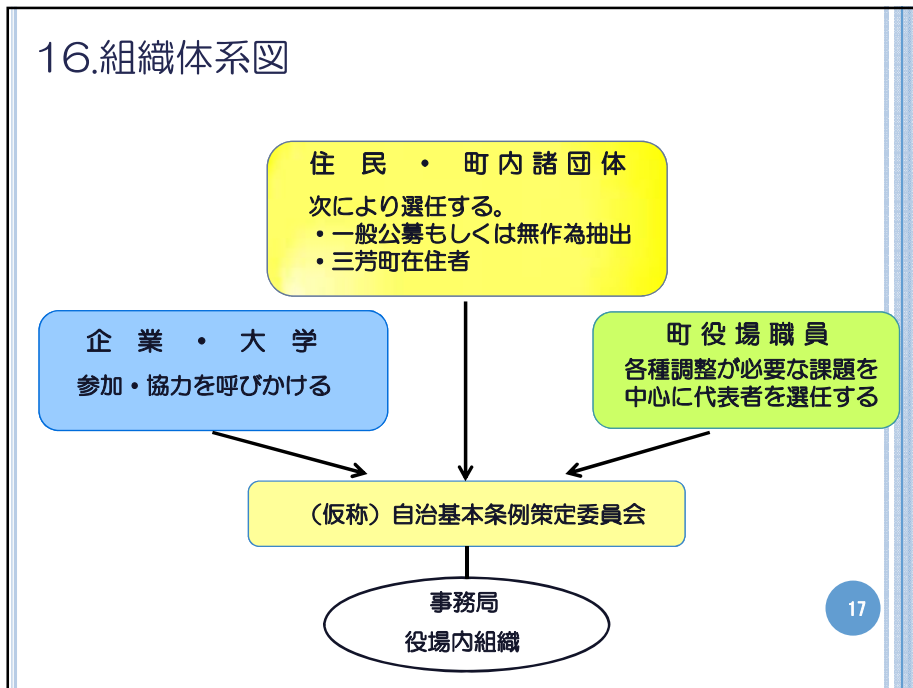 16.組織体系図
住 民 ・ 町内諸団体
次により選任する。
・一般公募もしくは無作為抽出
・三芳町在住者
企 業 ・ 大 学
参加・協力を呼びかける
町役場職員
各種調整が必要な課題を
中心に代表者を選任する
（仮称）自治基本条例策定委員会
事務局
役場内組織
17